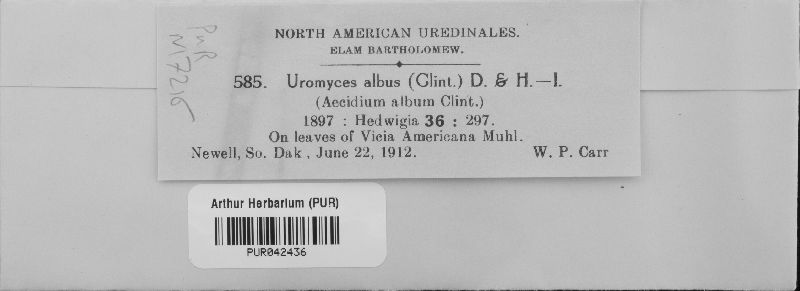 PUR
N17216
NORTH AMERICAN UREDINALES.
ELAM BARTHOLOMEW.
585. Uromyces albus (Clint.) D. & H.—I.
(Aecidium album Clint.)
1897 : Hedwigia 36 : 297.
On leaves of Vicia Americana Muhl.
Newell, So. Dak , June 22, 1912. W. P. Carr
Arthur Herbarium (PUR)
PUR042436